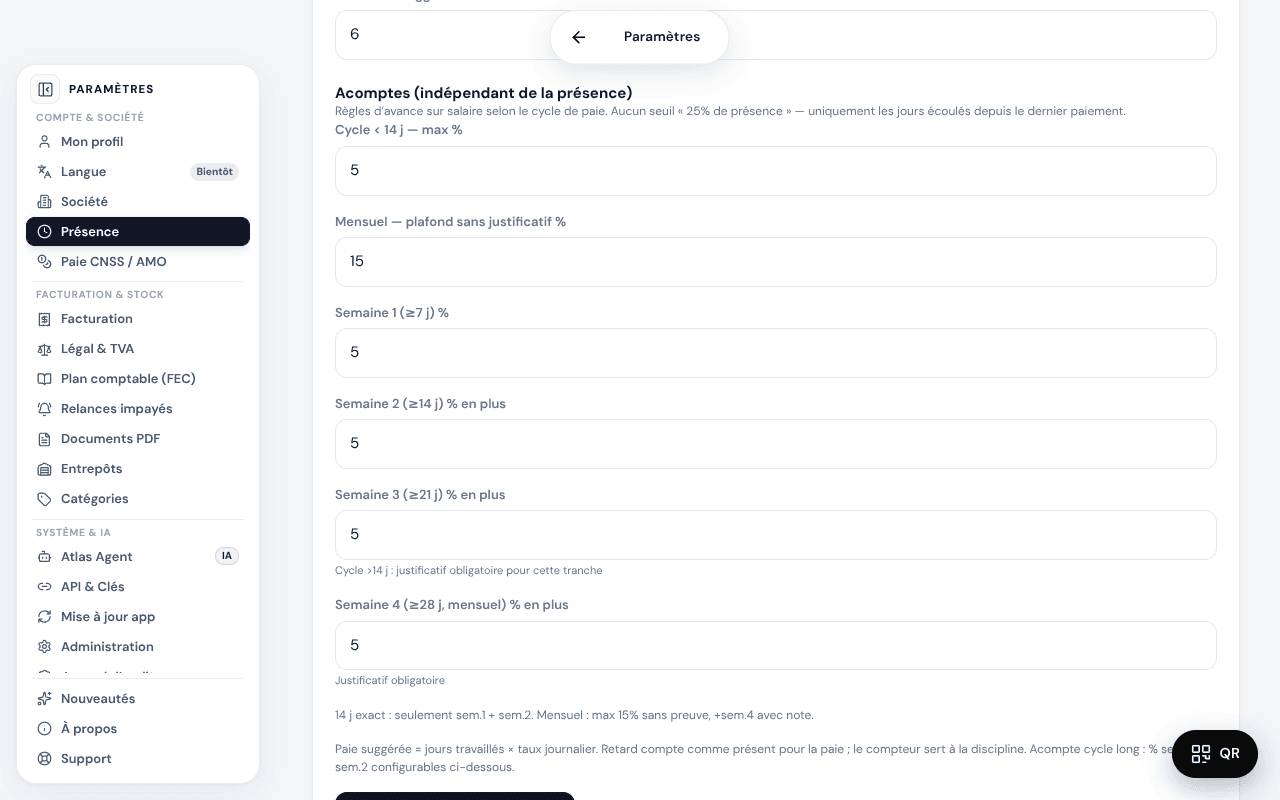 6
Paramètres
PARAMÈTRES
COMPTE & SOCIÉTÉ
Mon profil
Langue
Bientôt
Société
Présence
Paie CNSS / AMO
FACTURATION & STOCK
Facturation
Légal & TVA
Plan comptable (FEC)
Relances impayés
Documents PDF
Entrepôts
Catégories
SYSTÈME & IA
Atlas Agent
IA
API & Clés
Mise à jour app
Administration
Nouveautés
À propos
Support
Acomptes (indépendant de la présence)
Règles d'avance sur salaire selon le cycle de paie. Aucun seuil « 25% de présence » — uniquement les jours écoulés depuis le dernier paiement.
Cycle < 14 j — max %
5
Mensuel — plafond sans justificatif %
15
Semaine 1 (≥7 j) %
5
Semaine 2 (≥14 j) % en plus
5
Semaine 3 (≥21 j) % en plus
5
Cycle >14 j : justificatif obligatoire pour cette tranche
Semaine 4 (≥28 j, mensuel) % en plus
5
Justificatif obligatoire
14 j exact : seulement sem.1 + sem.2. Mensuel : max 15% sans preuve, +sem.4 avec note.
Paie suggérée = jours travaillés × taux journalier. Retard compte comme présent pour la paie ; le compteur sert à la discipline. Acompte cycle long : %
sem.2 configurables ci-dessous.
QR